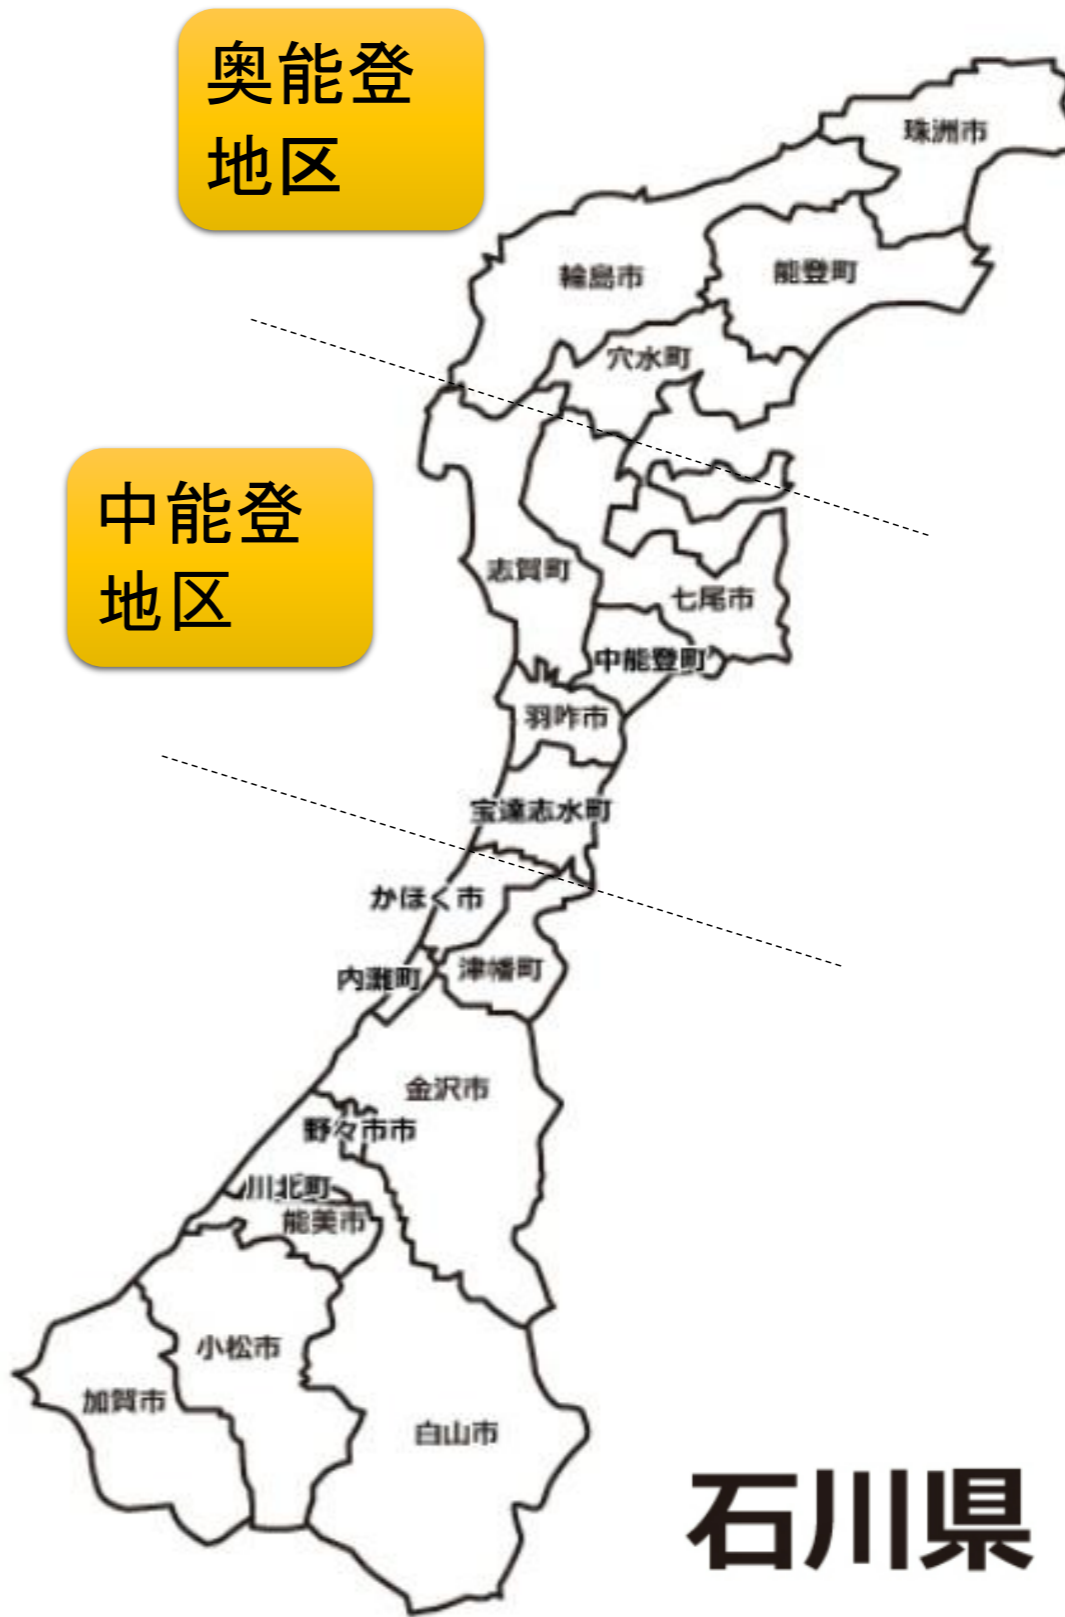 奥能登
地区
珠洲市
輪島市
能登町
穴水町
中能登
地区
志賀町
七尾市
中能登町
羽咋市
宝達志水町
かほく市
内灘町
津幡町
金沢市
野々市市
川北町
能美市
小松市
加賀市
白山市
石川県